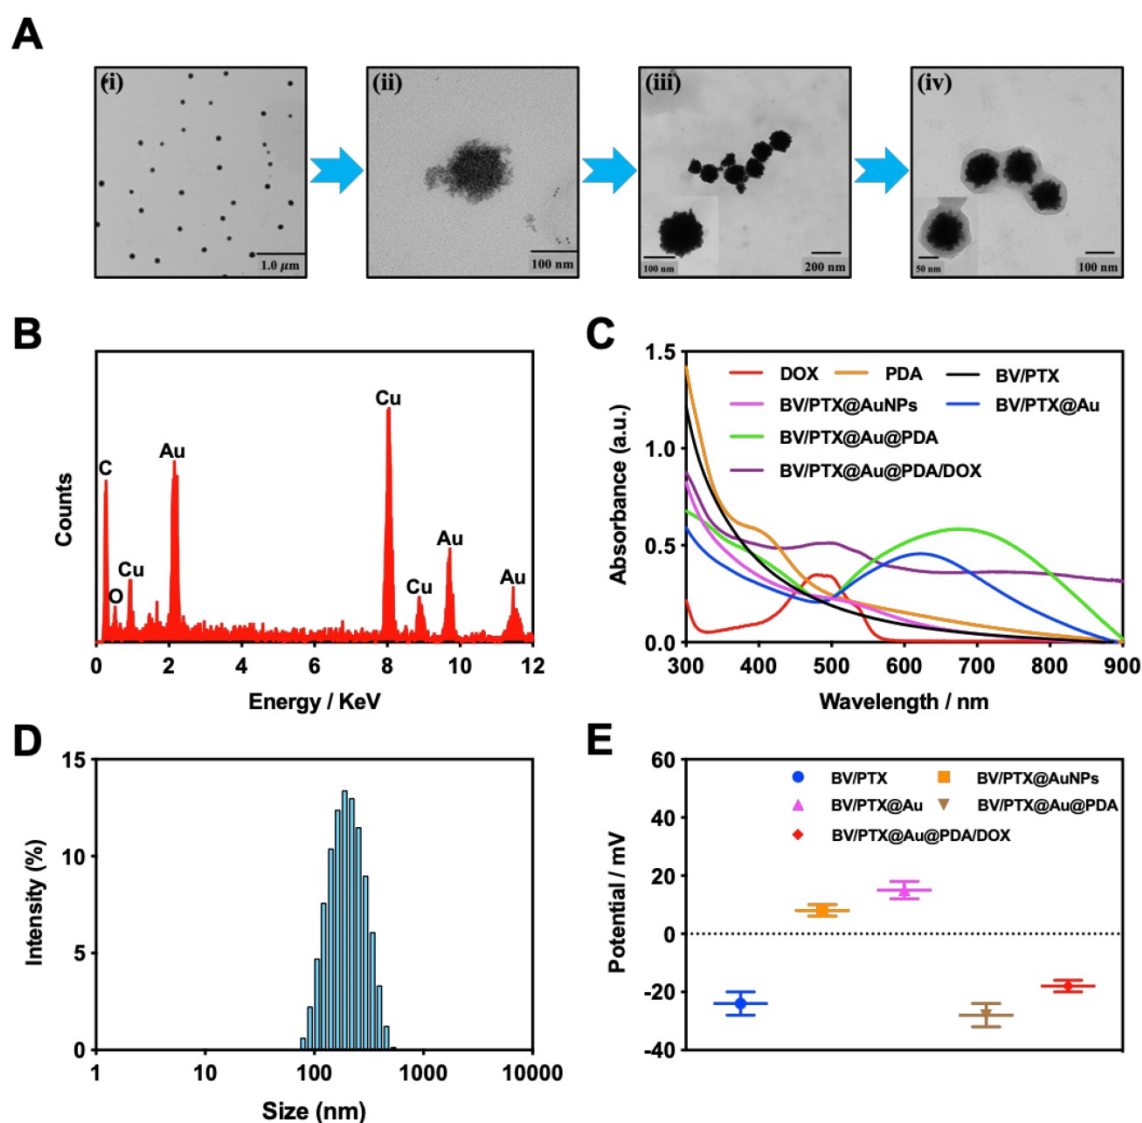 A
(i)
(ii)
(iii)
(iv)
1.0 µm
100 nm
100 nm
200 nm
50 nm
100 nm
B
Counts
C
O
Cu
Au
Cu
Cu
Au
Au
0 2 4 6 8 10 12
Energy / KeV
C
Absorbance (a.u.)
1.5
1.0
0.5
0.0
DOX PDA BV/PTX
BV/PTX@AuNPs BV/PTX@Au
BV/PTX@Au@PDA
BV/PTX@Au@PDA/DOX
300 400 500 600 700 800 900
Wavelength / nm
D
Intensity (%)
15
10
5
0
1 10 100 1000 10000
Size (nm)
E
Potential / mV
60
40
20
0
-20
-40
BV/PTX BV/PTX@AuNPs
BV/PTX@Au BV/PTX@Au@PDA
BV/PTX@Au@PDA/DOX